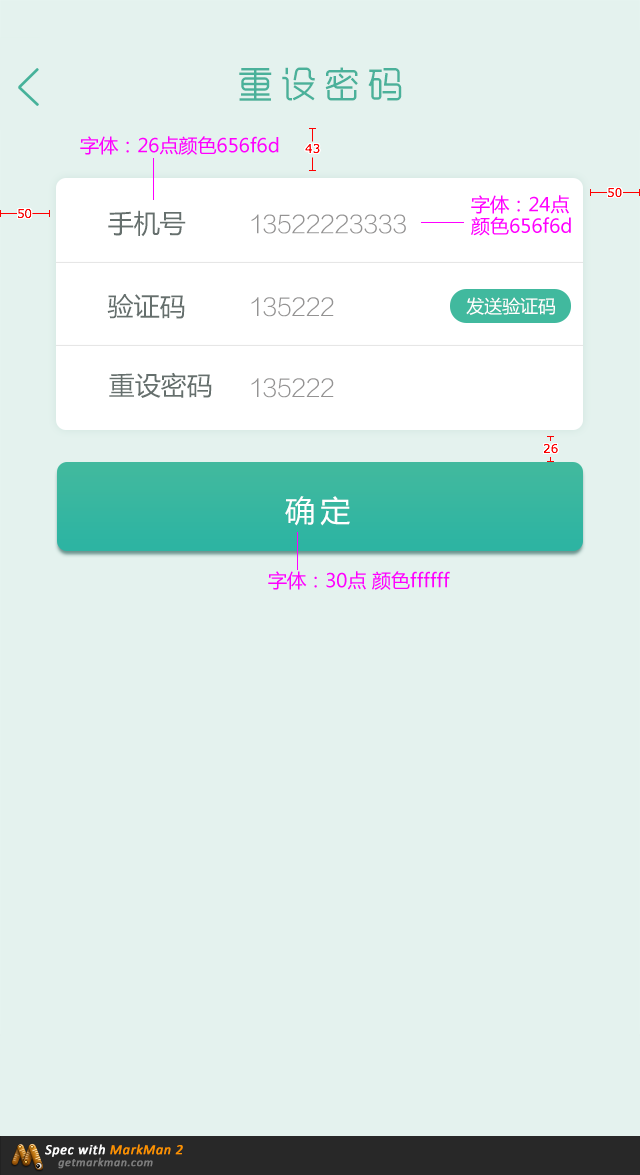 重设密码
字体：26点颜色656f6d
43
50
50
手机号 13522223333
字体：24点
颜色656f6d
验证码 135222 发送验证码
重设密码 135222
26
确定
字体：30点 颜色ffffff
Spec with MarkMan 2
getmarkman.com